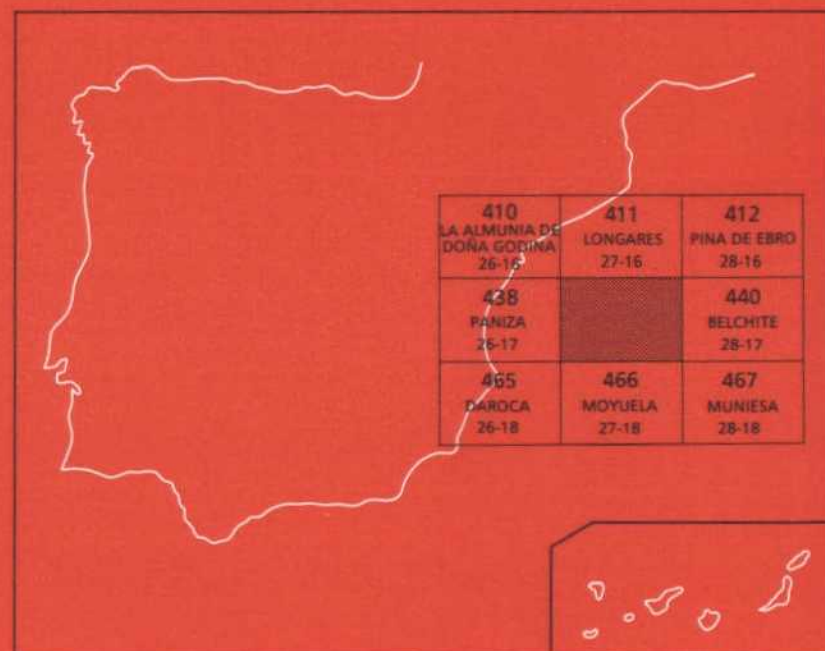 410
LA ALMUNIA DE
DOÑA GODINA
26-16
411
LONGARES
27-16
412
PINA DE EBRO
28-16
438
PANIZA
26-17
440
BELCHITE
28-17
465
DAROCA
26-18
466
MOYUELA
27-18
467
MUNIESA
28-18